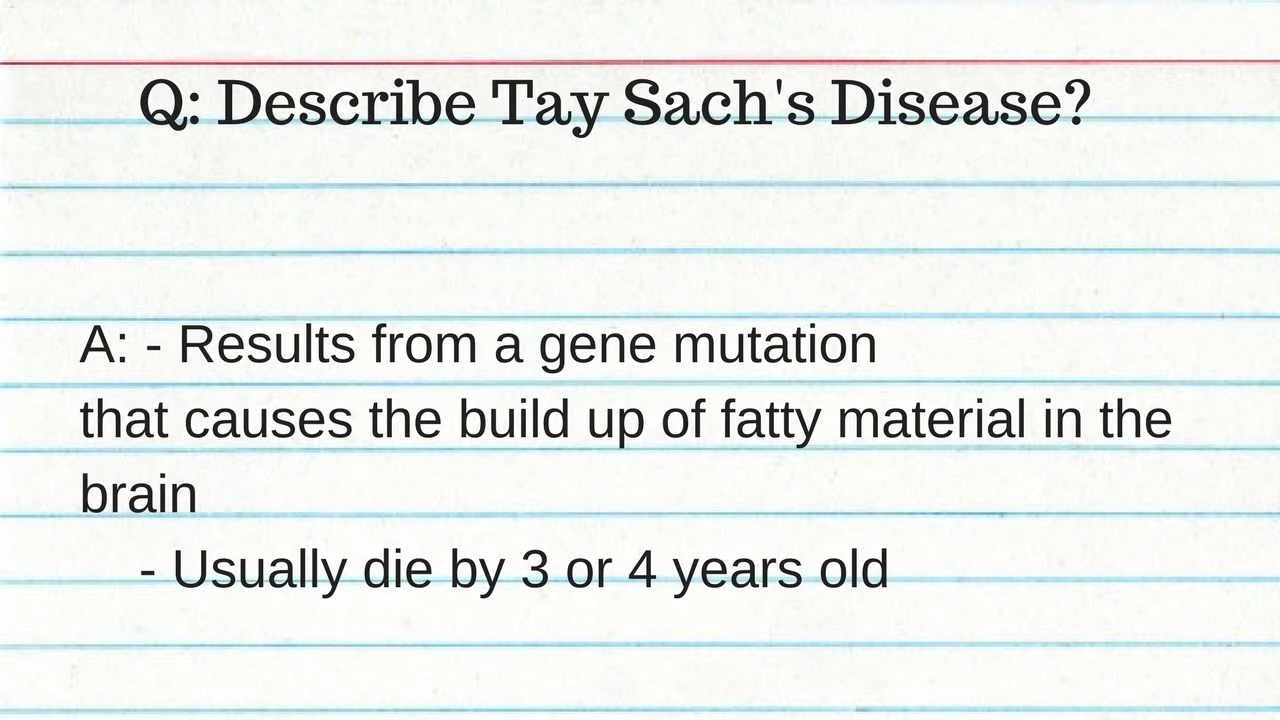 Q: Describe Tay Sach's Disease?
A: - Results from a gene mutation
that causes the build up of fatty material in the
brain
- Usually die by 3 or 4 years old